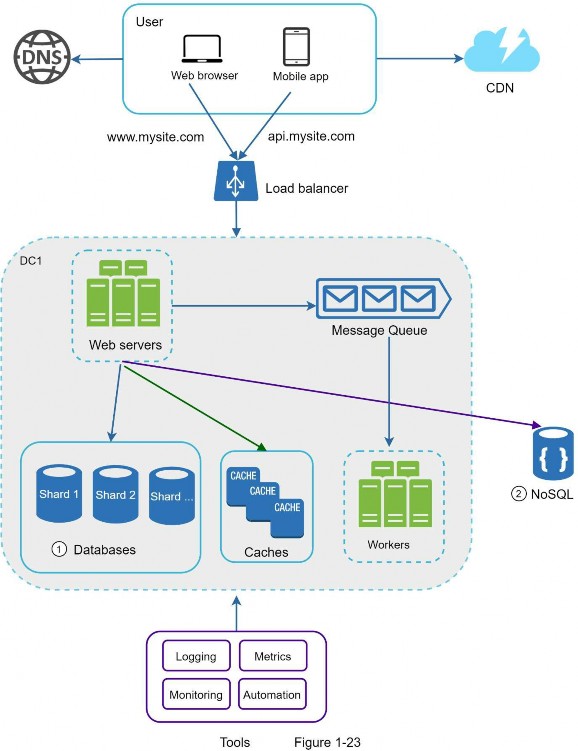 User
DNS
Web browser
Mobile app
CDN
www.mysite.com
api.mysite.com
Load balancer
DC1
Web servers
Message Queue
Shard 1
Shard 2
Shard ...
1 Databases
CACHE
CACHE
CACHE
Caches
Workers
{ }
2 NoSQL
Logging
Metrics
Monitoring
Automation
Tools
Figure 1-23